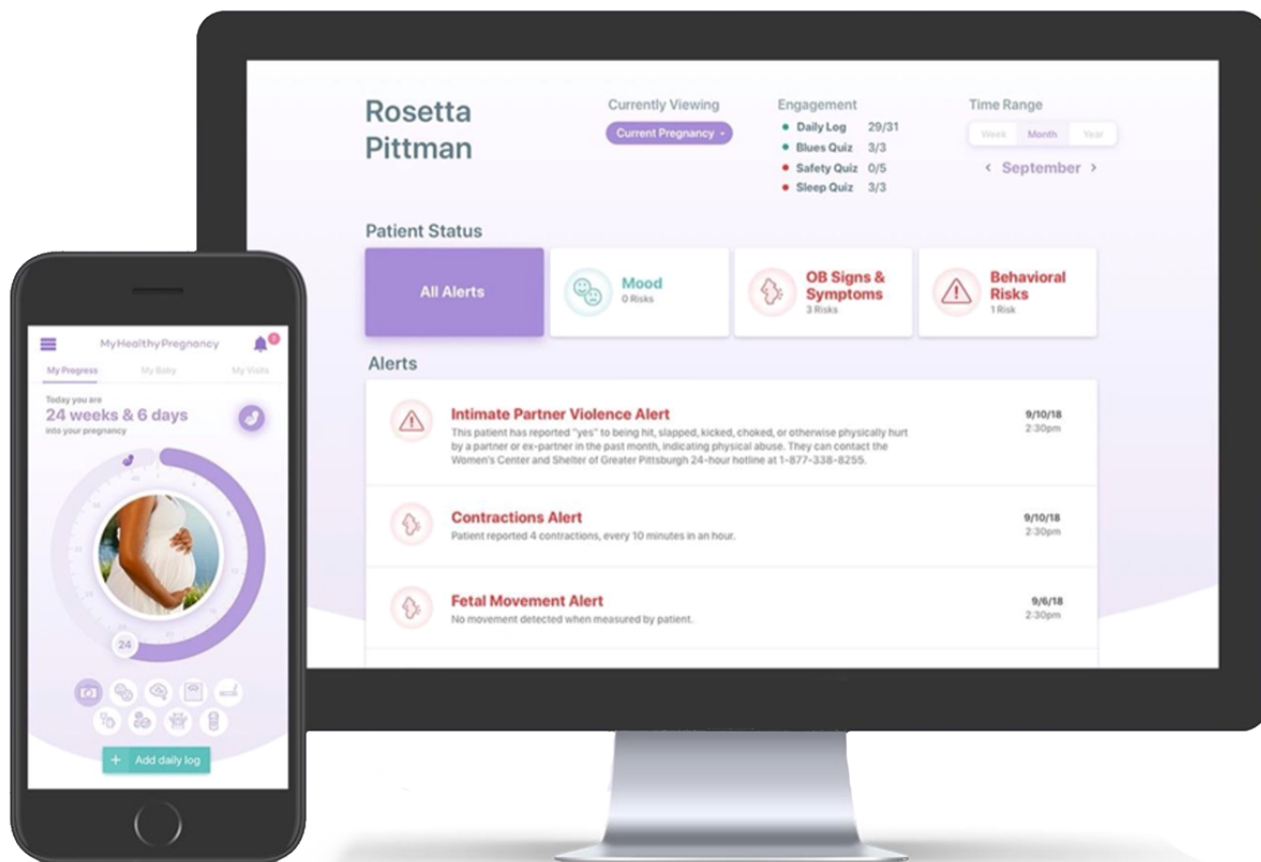 Rosetta
Pittman
Currently Viewing
Current Pregnancy
Engagement
Daily Log 29/31
Blues Quiz 3/3
Safety Quiz 0/5
Sleep Quiz 3/3
Time Range
Week Month Year
< September >
Patient Status
All Alerts
Mood
0 Risks
OB Signs &
Symptoms
3 Risks
Behavioral
Risks
1 Risk
Alerts
Intimate Partner Violence Alert
This patient has reported "yes" to being hit, slapped, kicked, choked, or otherwise physically hurt
by a partner or ex-partner in the past month, indicating physical abuse. They can contact the
Women's Center and Shelter of Greater Pittsburgh 24-hour hotline at 1-877-338-8255.
9/10/18
2:30pm
Contractions Alert
Patient reported 4 contractions, every 10 minutes in an hour.
9/10/18
2:30pm
Fetal Movement Alert
No movement detected when measured by patient.
9/6/18
2:30pm
MyHealthyPregnancy
My Progress My Baby My Visits
Today you are
24 weeks & 6 days
into your pregnancy
24
+ Add daily log